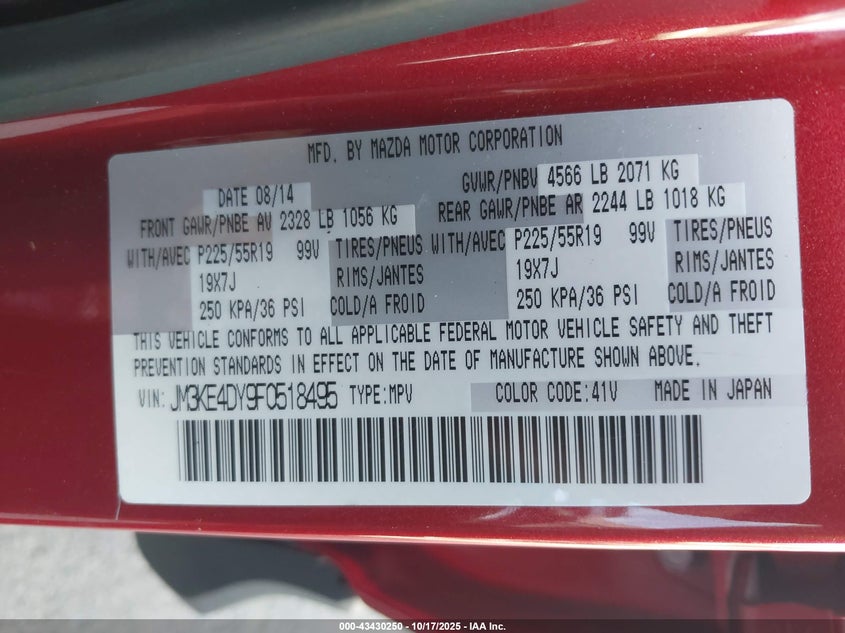 MFD. BY MAZDA MOTOR CORPORATION
DATE 08/14 GVWR/PNBV 4566 LB 2071 KG
FRONT GAWR/PNBE AV 2328 LB 1056 KG REAR GAWR/PNBE AR 2244 LB 1018 KG
WITH/AVEC P225/55R19 99V TIRES/PNEUS WITH/AVEC P225/55R19 99V TIRES/PNEUS
19X7J RIMS/JANTES 19X7J RIMS/JANTES
250 KPA/36 PSI COLD/A FROID 250 KPA/36 PSI COLD/A FROID
THIS VEHICLE CONFORMS TO ALL APPLICABLE FEDERAL MOTOR VEHICLE SAFETY AND THEFT
PREVENTION STANDARDS IN EFFECT ON THE DATE OF MANUFACTURE SHOWN ABOVE.
VIN: JM3KE4DY9F0518495 TYPE:MPV COLOR CODE:41V MADE IN JAPAN
000-43430250 | 10/17/2025 | IAA Inc.